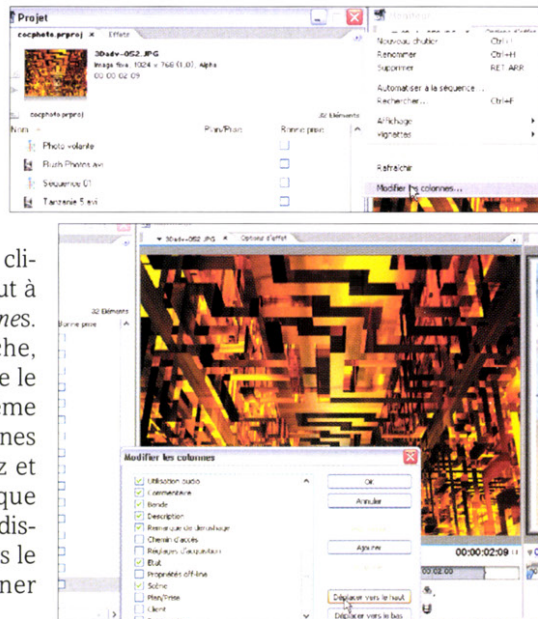 Projet
cocphoto.prproj × Effets
3Dadv-052.JPG
Image fixe, 1024 x 768 (1.0), Alpha
00:00:02:09
cocphoto.prproj
32 Eléments
Nom
Plan/Prise
Bonne prise
Photo volante
Rush Photos.avi
Sequence 01
Tanzanie 5.avi
Nouveau chutier Ctrl+/
Renommer Ctrl+H
Supprimer RET.ARR
Automatiser à la séquence...
Rechercher... Ctrl+F
Affichage
Vignettes
Rafraîchir
Modifier les colonnes...
cli-
ut à
nes.
che,
e le
ème
nes
z et
que
dis-
s le
ner
32 Eléments
Bonne prise
3Dadv-052.JPG × Options d'effet
Modifier les colonnes
Utilisation audio
Commentaire
Bande
Description
Remarque de dérushage
Chemin d'accès
Réglages d'acquisition
Etat
Propriétés off-line
Scène
Plan/Prise
Client
OK
Annuler
Ajouter
Déplacer vers le haut
Déplacer vers le bas
00:00:02:09